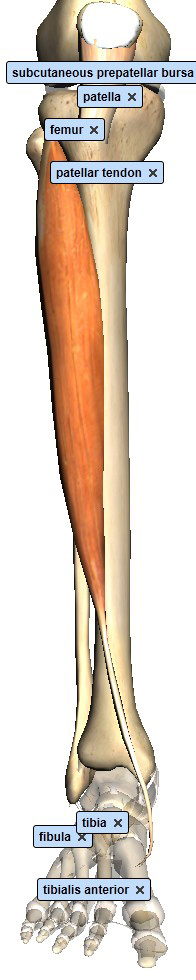 subcutaneous prepatellar bursa
patella ×
femur ×
patellar tendon ×
tibia ×
fibula ×
tibialis anterior ×